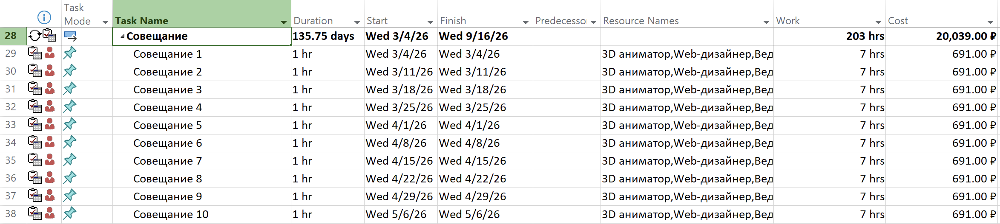 Task Mode Task Name Duration Start Finish Predecesso Resource Names Work Cost
28 Совещание 135.75 days Wed 3/4/26 Wed 9/16/26 203 hrs 20,039.00 ₽
29 Совещание 1 1 hr Wed 3/4/26 Wed 3/4/26 3D аниматор,Web-дизайнер,Вед 7 hrs 691.00 ₽
30 Совещание 2 1 hr Wed 3/11/26 Wed 3/11/26 3D аниматор,Web-дизайнер,Вед 7 hrs 691.00 ₽
31 Совещание 3 1 hr Wed 3/18/26 Wed 3/18/26 3D аниматор,Web-дизайнер,Вед 7 hrs 691.00 ₽
32 Совещание 4 1 hr Wed 3/25/26 Wed 3/25/26 3D аниматор,Web-дизайнер,Вед 7 hrs 691.00 ₽
33 Совещание 5 1 hr Wed 4/1/26 Wed 4/1/26 3D аниматор,Web-дизайнер,Вед 7 hrs 691.00 ₽
34 Совещание 6 1 hr Wed 4/8/26 Wed 4/8/26 3D аниматор,Web-дизайнер,Вед 7 hrs 691.00 ₽
35 Совещание 7 1 hr Wed 4/15/26 Wed 4/15/26 3D аниматор,Web-дизайнер,Вед 7 hrs 691.00 ₽
36 Совещание 8 1 hr Wed 4/22/26 Wed 4/22/26 3D аниматор,Web-дизайнер,Вед 7 hrs 691.00 ₽
37 Совещание 9 1 hr Wed 4/29/26 Wed 4/29/26 3D аниматор,Web-дизайнер,Вед 7 hrs 691.00 ₽
38 Совещание 10 1 hr Wed 5/6/26 Wed 5/6/26 3D аниматор,Web-дизайнер,Вед 7 hrs 691.00 ₽